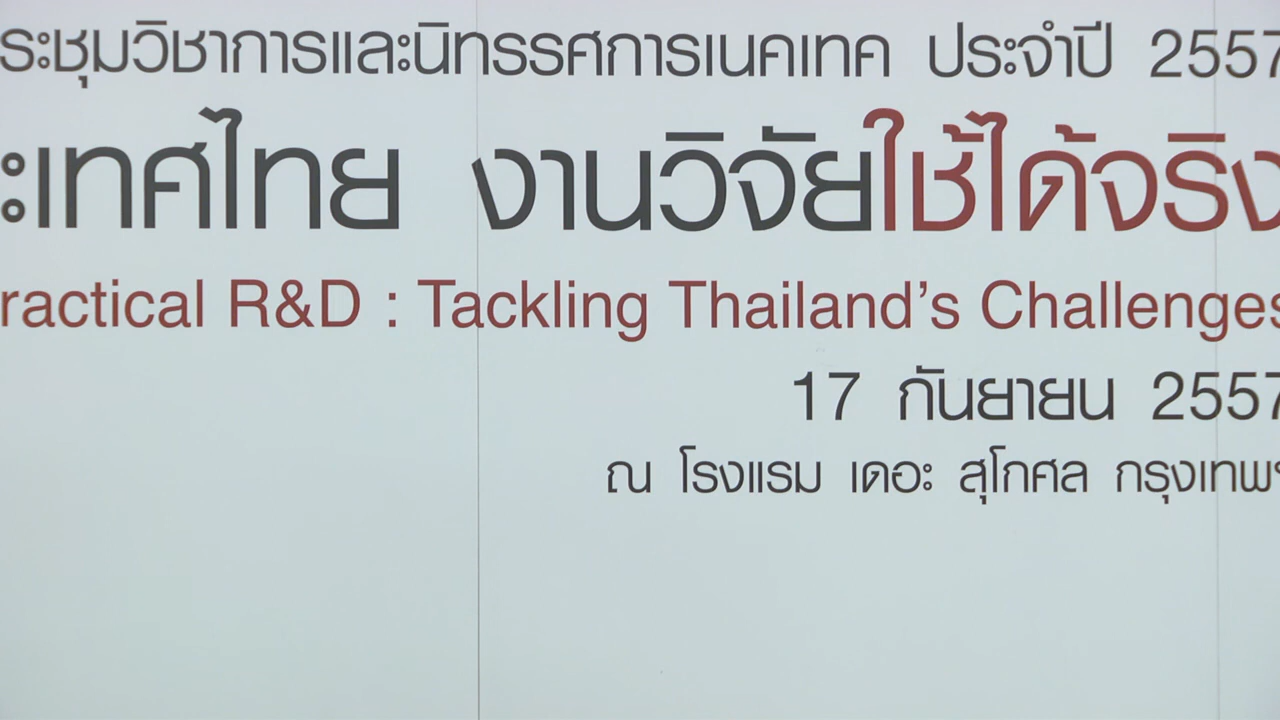 ระชุมวิชาการและนิทรรศการเนคเทค ประจำปี 2557
ะเทศไทย งานวิจัยใช้ได้จริง
ractical R&D : Tackling Thailand's Challenges
17 กันยายน 2557
ณ โรงแรม เดอะ สุโกศล กรุงเทพฯ